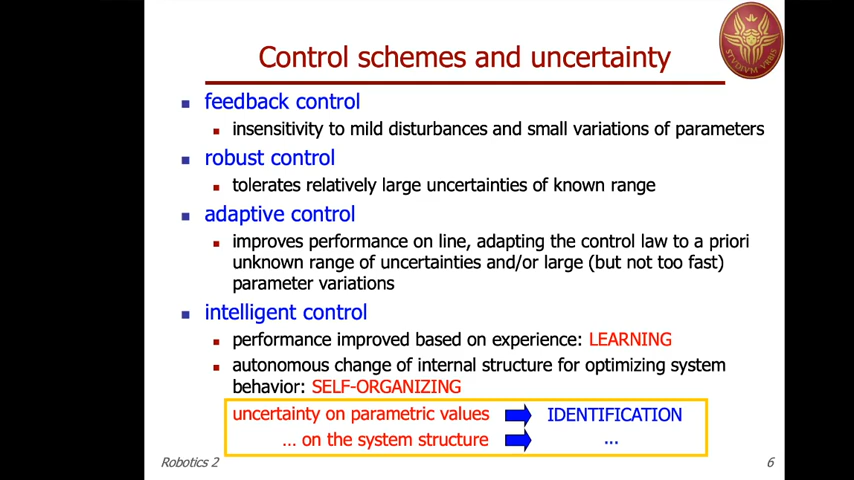 Control schemes and uncertainty
STVDIVM VRBIS
feedback control
insensitivity to mild disturbances and small variations of parameters
robust control
tolerates relatively large uncertainties of known range
adaptive control
improves performance on line, adapting the control law to a priori
unknown range of uncertainties and/or large (but not too fast)
parameter variations
intelligent control
performance improved based on experience: LEARNING
autonomous change of internal structure for optimizing system
behavior: SELF-ORGANIZING
uncertainty on parametric values IDENTIFICATION
... on the system structure ...
Robotics 2 6